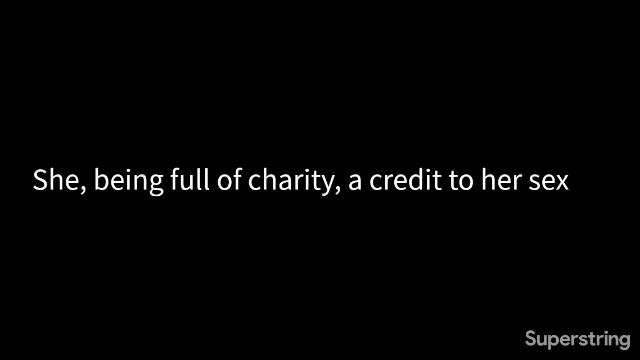 She, being full of charity, a credit to her sex
Superstring